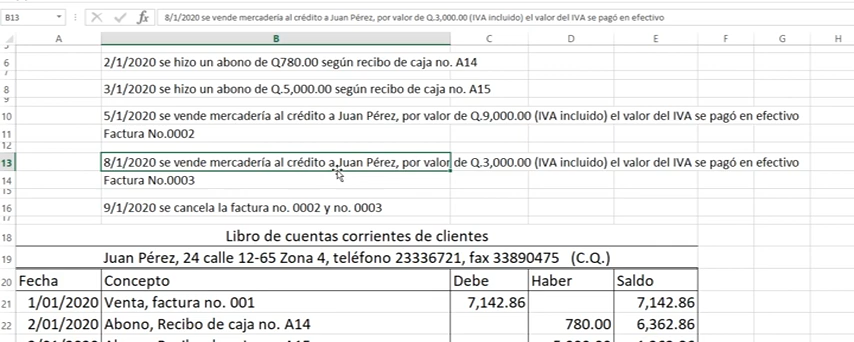 B13 fx 8/1/2020 se vende mercadería al crédito a Juan Pérez, por valor de Q.3,000.00 (IVA incluido) el valor del IVA se pagó en efectivo
A B C D E F G H
6 2/1/2020 se hizo un abono de Q780.00 según recibo de caja no. A14
7
8 3/1/2020 se hizo un abono de Q.5,000.00 según recibo de caja no. A15
9
10 5/1/2020 se vende mercadería al crédito a Juan Pérez, por valor de Q.9,000.00 (IVA incluido) el valor del IVA se pagó en efectivo
11 Factura No.0002
12
13 8/1/2020 se vende mercadería al crédito a Juan Pérez, por valor de Q.3,000.00 (IVA incluido) el valor del IVA se pagó en efectivo
14 Factura No.0003
15
16 9/1/2020 se cancela la factura no. 0002 y no. 0003
17
18 Libro de cuentas corrientes de clientes
19 Juan Pérez, 24 calle 12-65 Zona 4, teléfono 23336721, fax 33890475 (C.Q.)
20 Fecha Concepto Debe Haber Saldo
21 1/01/2020 Venta, factura no. 001 7,142.86 7,142.86
22 2/01/2020 Abono, Recibo de caja no. A14 780.00 6,362.86